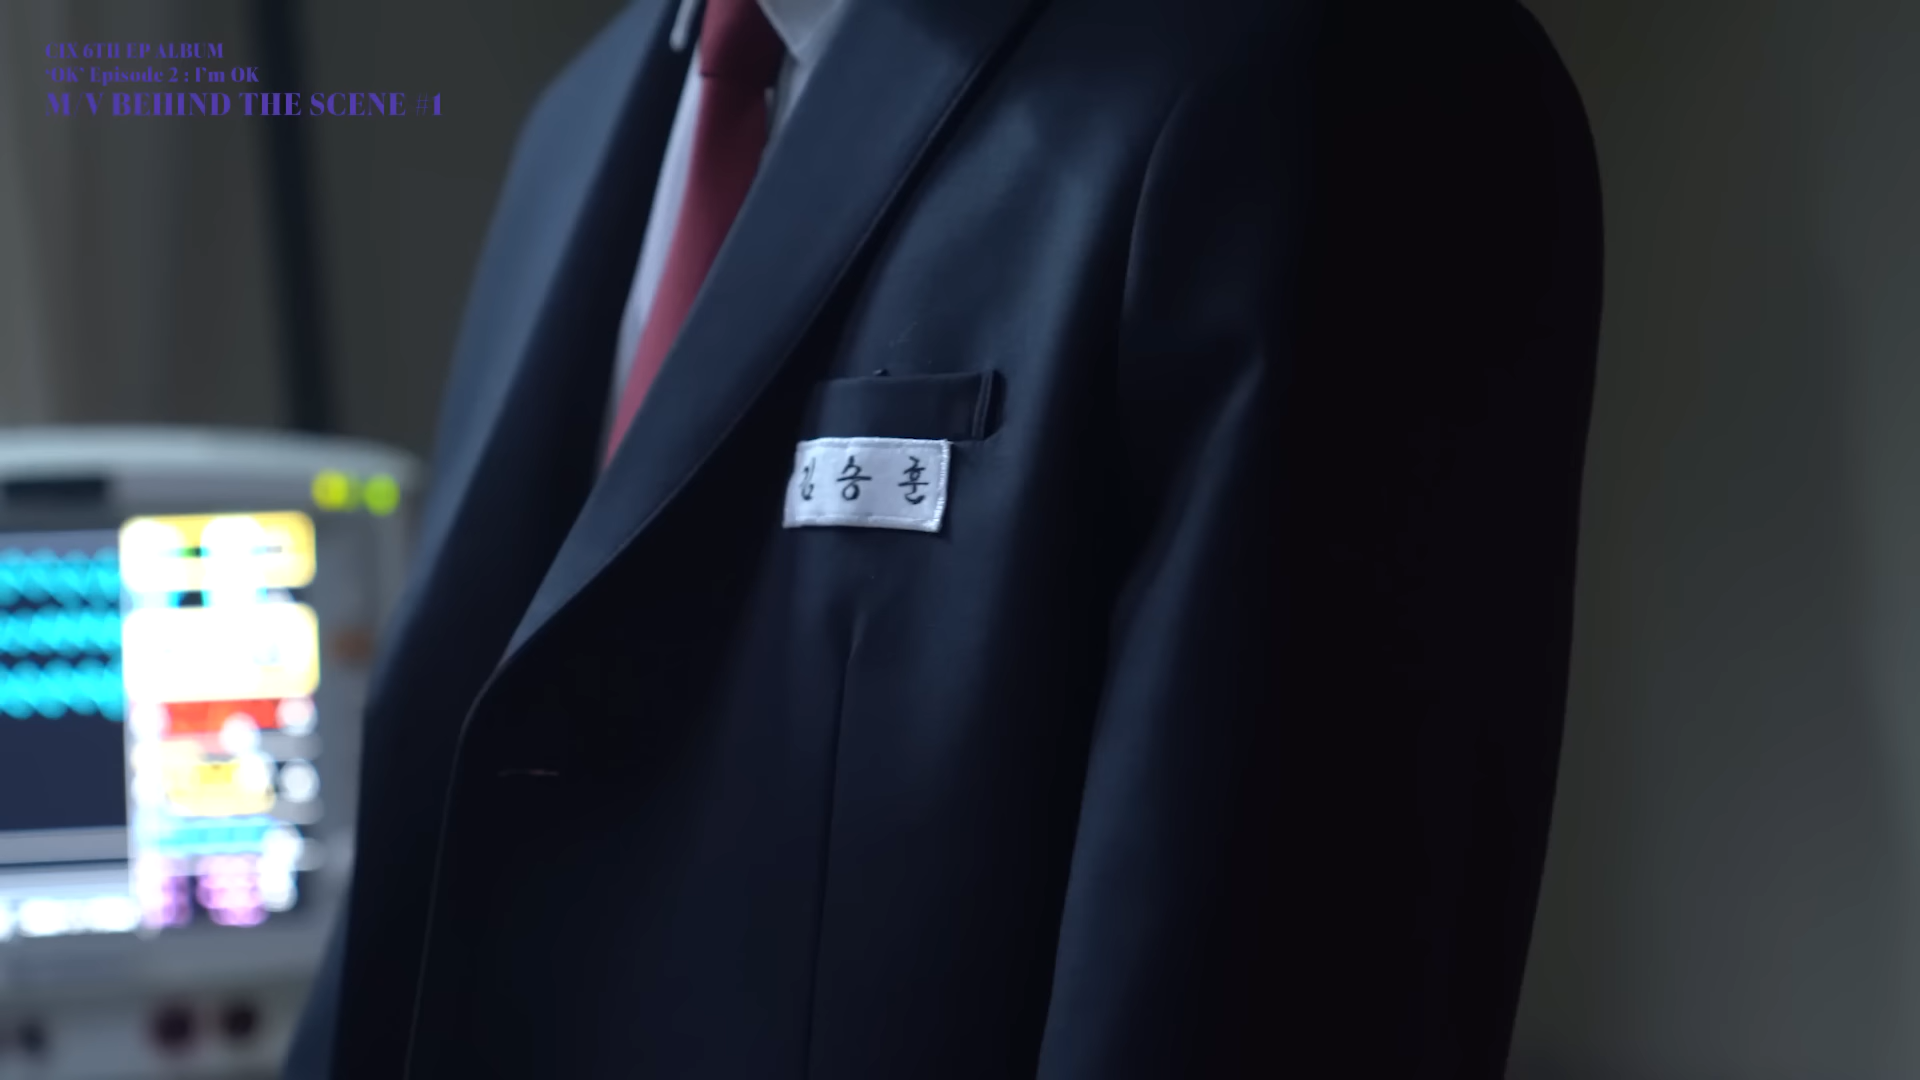 CIX 6TH EP ALBUM
'OK' Episode 2 : I'm OK
M/V BEHIND THE SCENE #1
김 승 훈